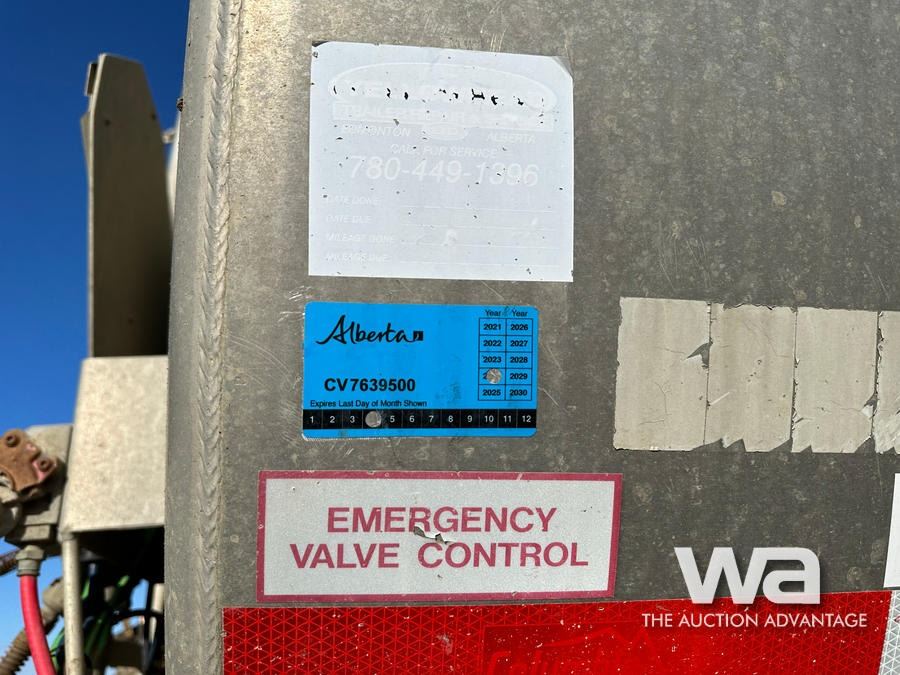 EDMONTON ALBERTA
CALL FOR SERVICE
780-449-1396
DATE DONE
DATE DUE
MILEAGE DONE
MILEAGE DUE
Alberta
Year Year
2021 2026
2022 2027
2023 2028
2029
2025 2030
CV7639500
Expires Last Day of Month Shown
1 2 3 5 6 7 8 9 10 11 12
EMERGENCY
VALVE CONTROL
wa
THE AUCTION ADVANTAGE